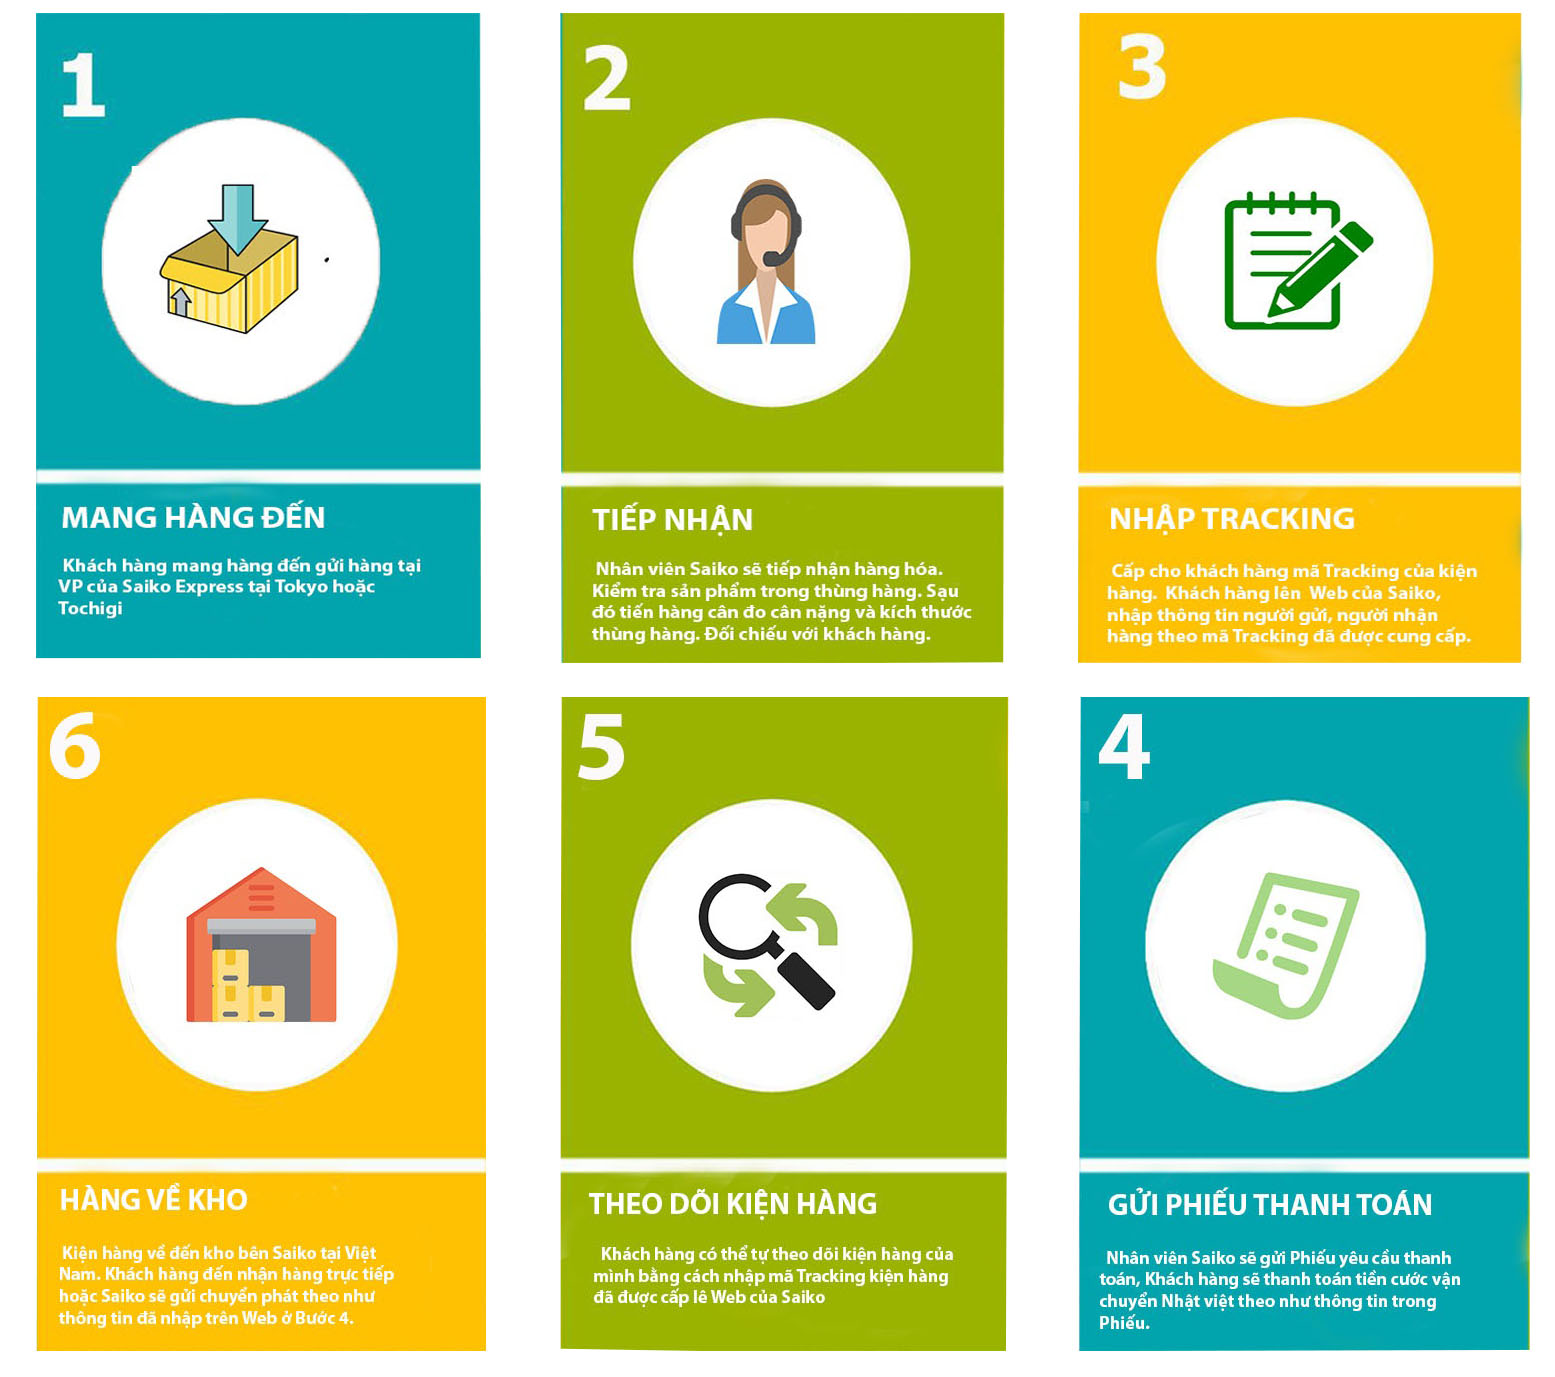 1
MANG HÀNG ĐẾN
Khách hàng mang hàng đến gửi hàng tại
VP của Saiko Express tại Tokyo hoặc
Tochigi
2
TIẾP NHẬN
Nhân viên Saiko sẽ tiếp nhận hàng hóa.
Kiểm tra sản phẩm trong thùng hàng. Sạu
đó tiến hàng cân đo cân nặng và kích thước
thùng hàng. Đối chiếu với khách hàng.
3
NHẬP TRACKING
Cấp cho khách hàng mã Tracking của kiện
hàng. Khách hàng lên Web của Saiko,
nhập thông tin người gửi, người nhận
hàng theo mã Tracking đã được cung cấp.
6
HÀNG VỀ KHO
Kiện hàng về đến kho bên Saiko tại Việt
Nam. Khách hàng đến nhận hàng trực tiếp
hoặc Saiko sẽ gửi chuyển phát theo như
thông tin đã nhập trên Web ở Bước 4.
5
THEO DÕI KIỆN HÀNG
Khách hàng có thể tự theo dõi kiện hàng của
mình bằng cách nhập mã Tracking kiện hàng
đã được cấp lê Web của Saiko
4
GỬI PHIẾU THANH TOÁN
Nhân viên Saiko sẽ gửi Phiếu yêu cầu thanh
toán, Khách hàng sẽ thanh toán tiền cước vận
chuyển Nhật việt theo như thông tin trong
Phiếu.